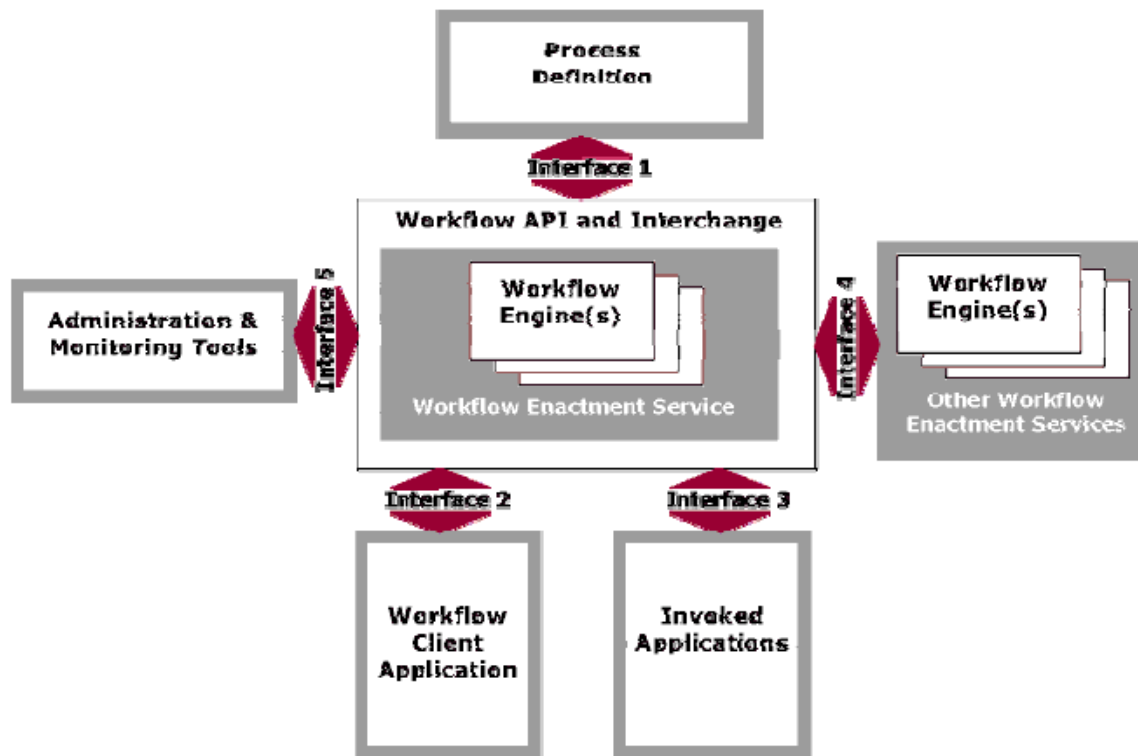 Process
Definition
Interface 1
Workflow API and Interchange
Workflow
Engine(s)
Workflow Enactment Service
Administration &
Monitoring Tools
Interface 5
Interface 4
Workflow
Engine(s)
Other Workflow
Enactment Services
Interface 2
Interface 3
Workflow
Client
Application
Invoked
Applications